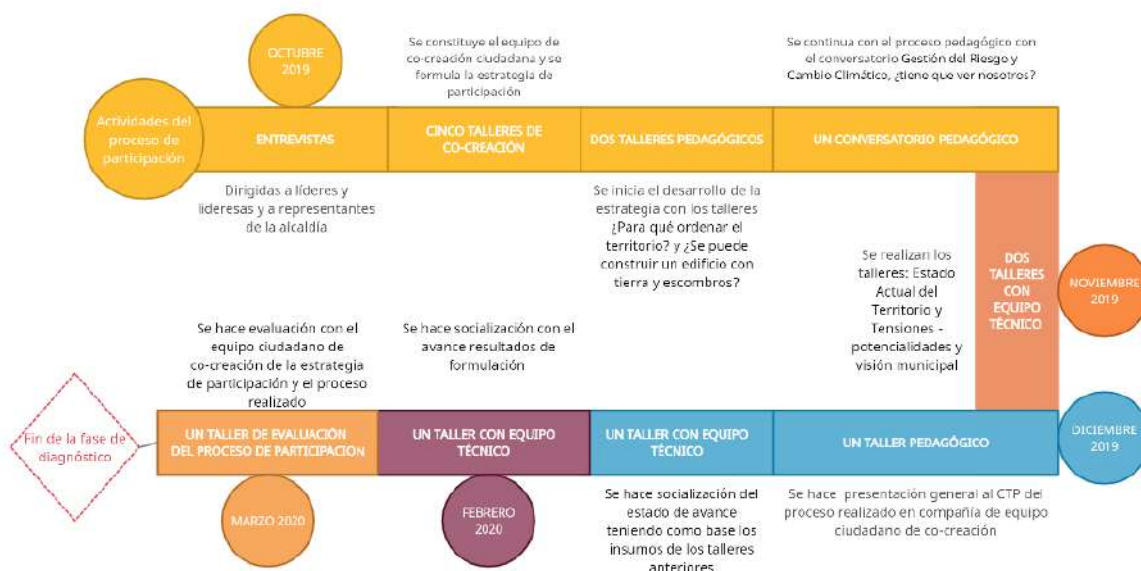 OCTUBRE
2019
Se constituye el equipo de
co-creación ciudadana y se
formula la estrategia de
participación
Se continua con el proceso pedagógico con
el conversatorio Gestión del Riesgo y
Cambio Climático, ¿tiene que ver nosotros?
Actividades del
proceso de
participación
ENTREVISTAS
CINCO TALLERES DE
CO-CREACIÓN
DOS TALLERES PEDAGÓGICOS
UN CONVERSATORIO PEDAGÓGICO
Dirigidas a líderes y
lideresas y a representantes
de la alcaldía
Se inicia el desarrollo de la
estrategia con los talleres
¿Para qué ordenar el
territorio? y ¿Se puede
construir un edificio con
tierra y escombros?
Se realizan los
talleres: Estado
Actual del
Territorio y
Tensiones -
potencialidades y
visión municipal
DOS
TALLERES
CON
EQUIPO
TÉCNICO
NOVIEMBRE
2019
Se hace evaluación con el
equipo ciudadano de
co-creación de la estrategia
de participación y el proceso
realizado
Se hace socialización con el
avance resultados de
formulación
Fin de la fase de
diagnóstico
UN TALLER DE EVALUACIÓN
DEL PROCESO DE PARTICIPACION
UN TALLER CON EQUIPO
TÉCNICO
UN TALLER CON EQUIPO
TÉCNICO
UN TALLER PEDAGÓGICO
DICIEMBRE
2019
MARZO 2020
FEBRERO
2020
Se hace socialización del
estado de avance
teniendo como base los
insumos de los talleres
anteriores
Se hace presentación general al CTP del
proceso realizado en compañía de equipo
ciudadano de co-creación